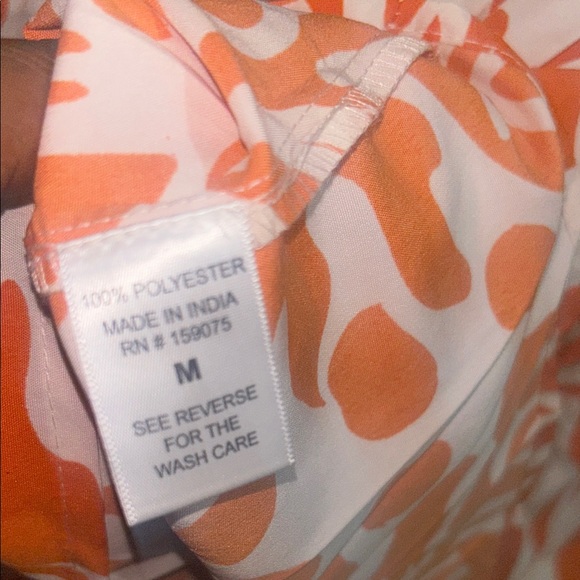 100% POLYESTER
MADE IN INDIA
RN # 159075
M
SEE REVERSE
FOR THE
WASH CARE